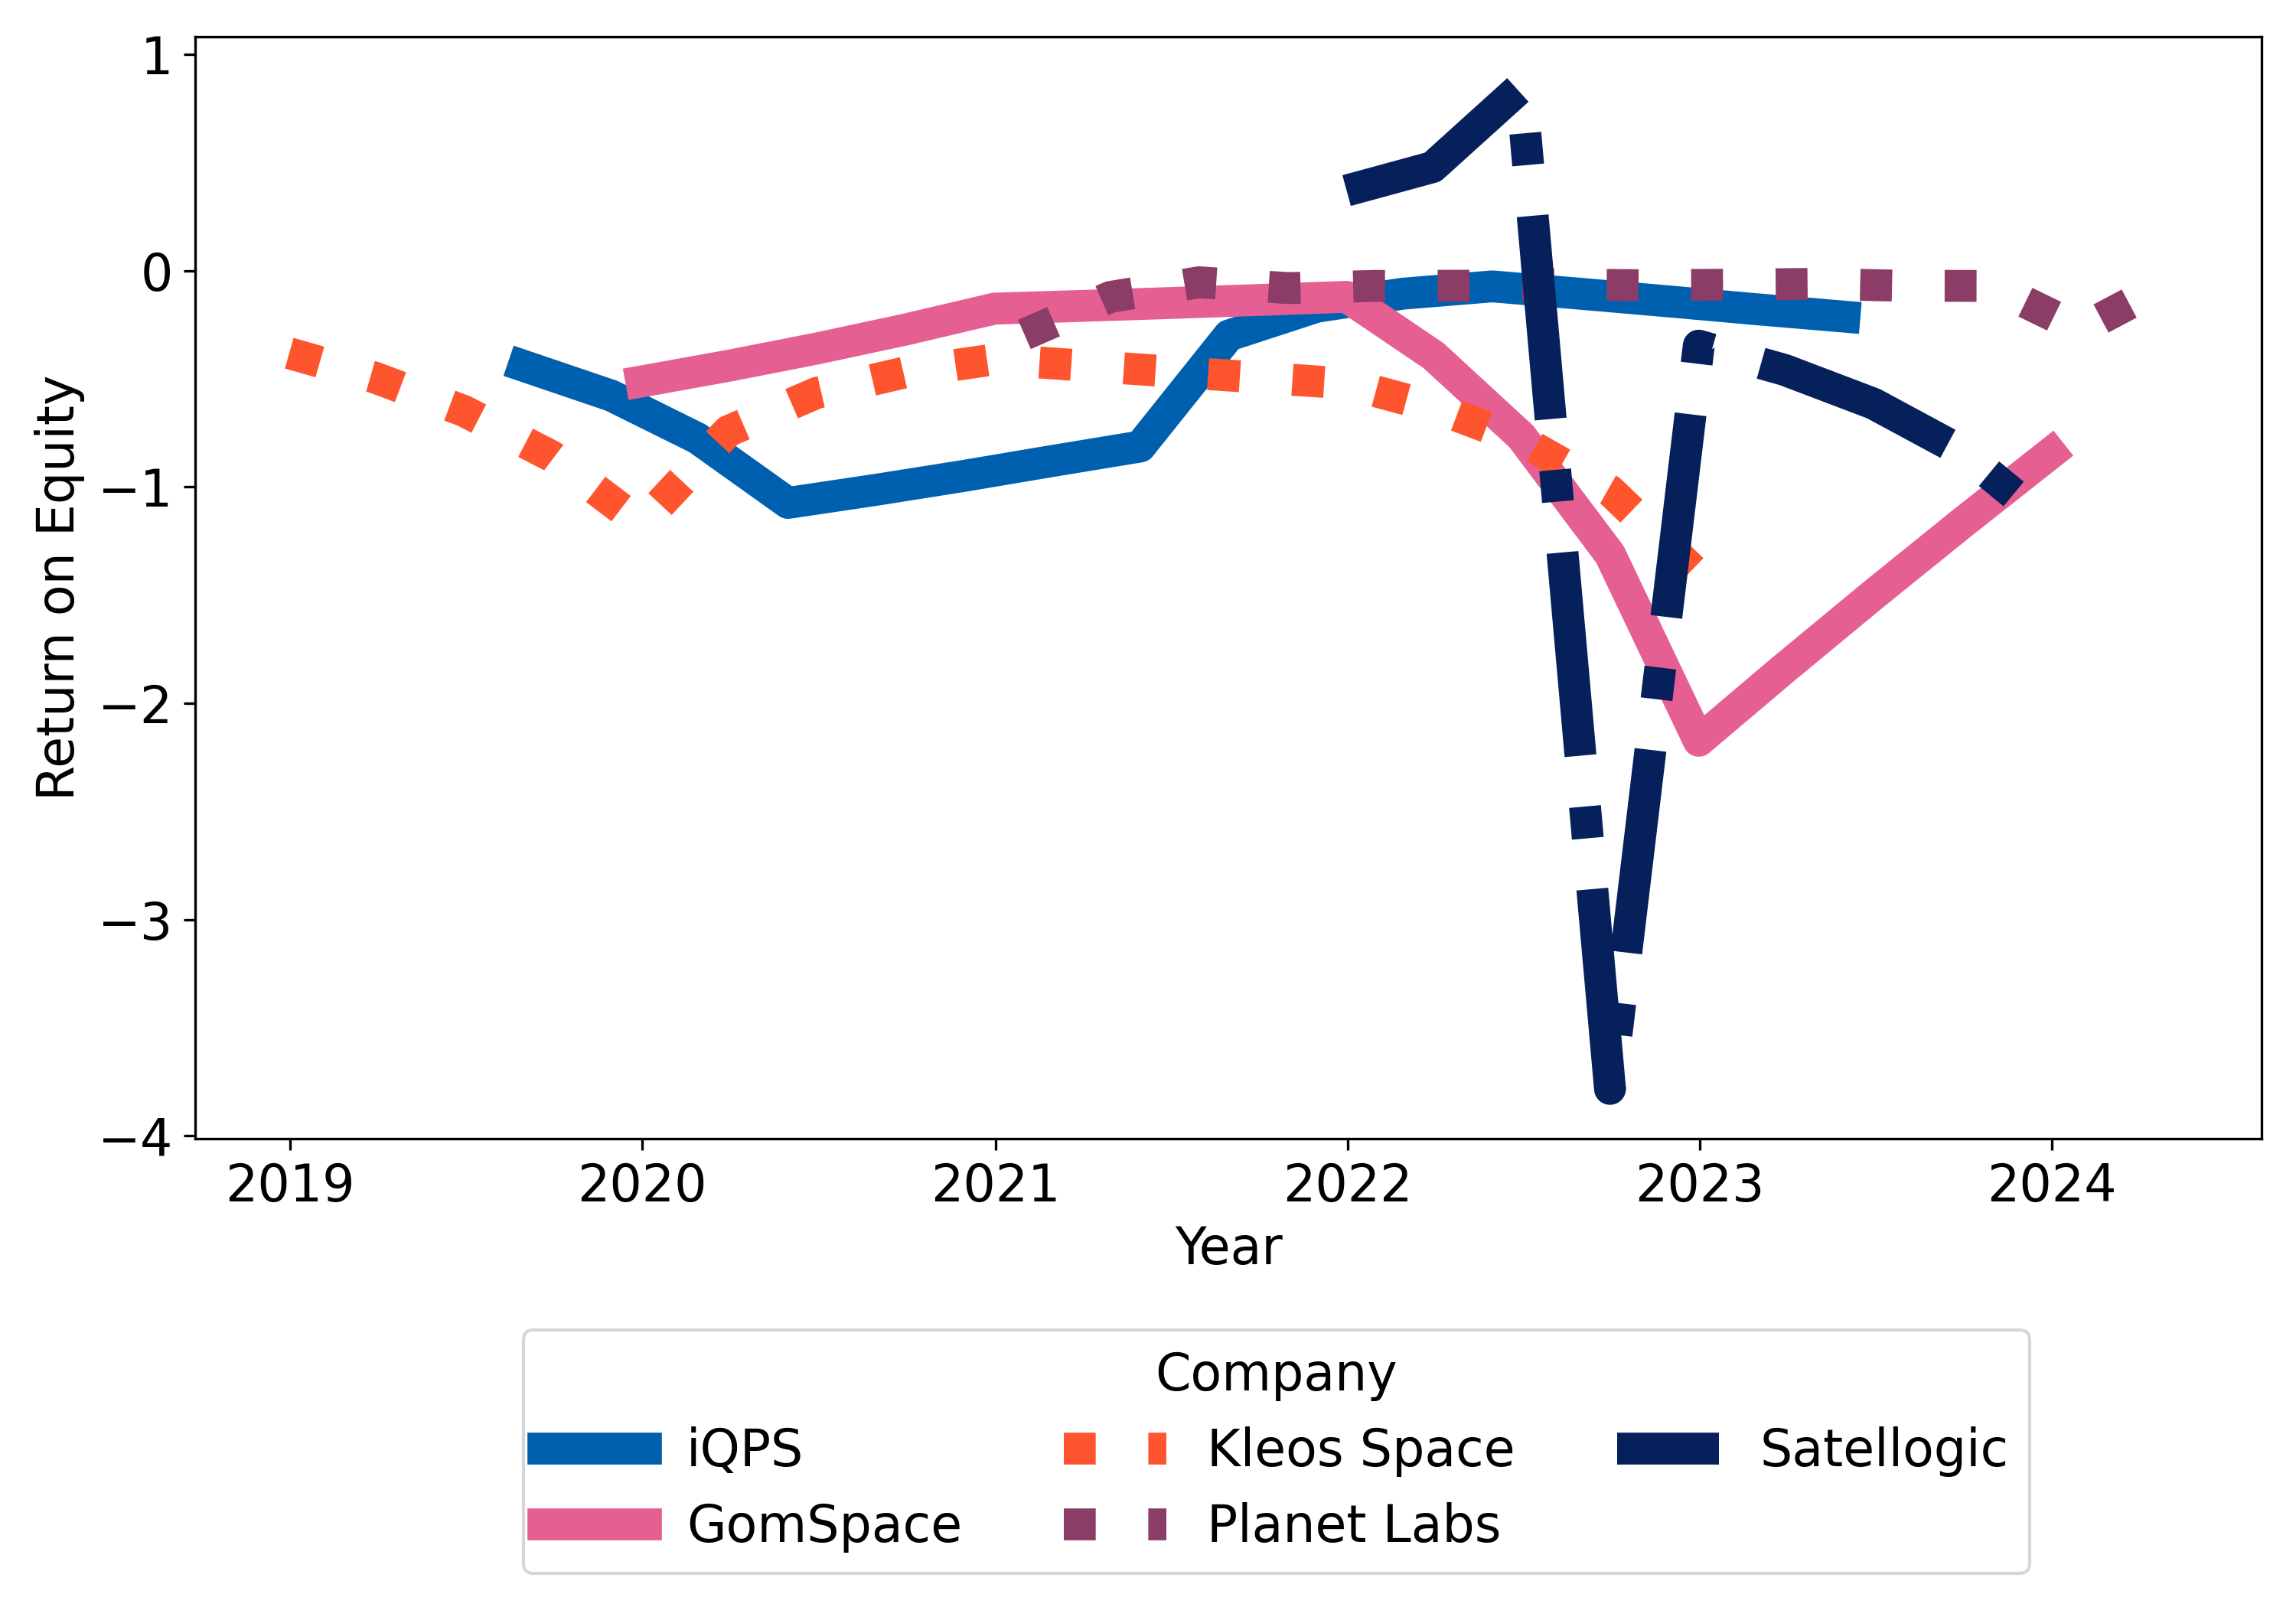 1
0
−1
−2
−3
−4
Return on Equity
2019 2020 2021 2022 2023 2024
Year
Company
iQPS Kleos Space Satellogic
GomSpace Planet Labs